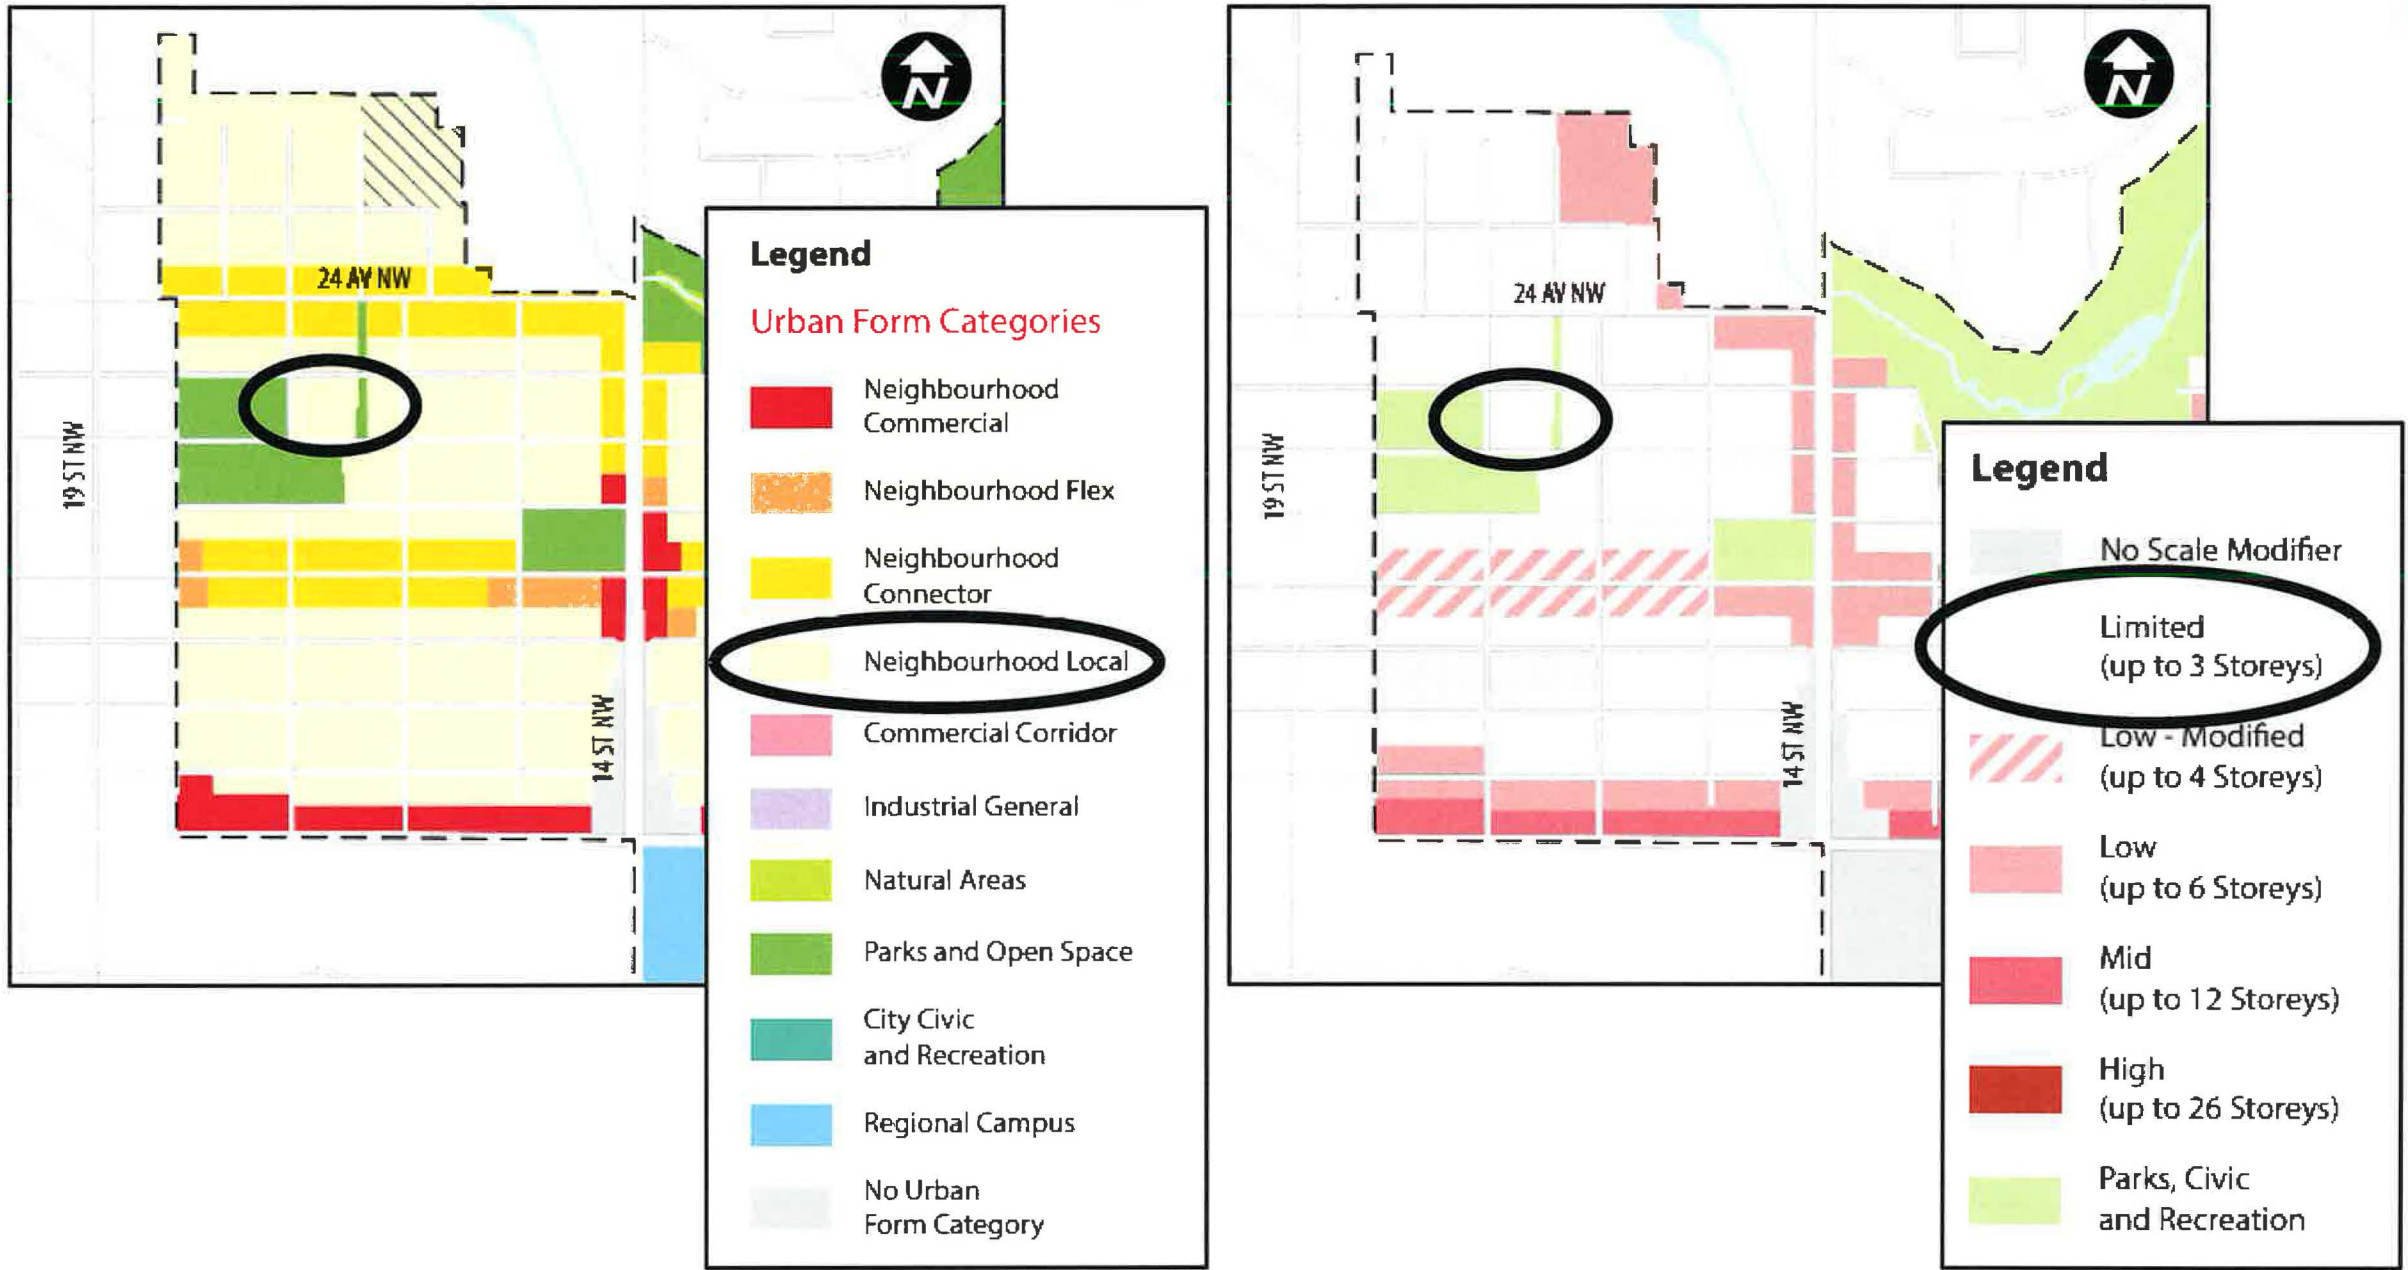 N
24 AV NW
19 ST NW
14 ST NW
Legend
Urban Form Categories
Neighbourhood
Commercial
Neighbourhood Flex
Neighbourhood
Connector
Neighbourhood Local
Commercial Corridor
Industrial General
Natural Areas
Parks and Open Space
City Civic
and Recreation
Regional Campus
No Urban
Form Category
N
24 AV NW
19 ST NW
14 ST NW
Legend
No Scale Modifier
Limited
(up to 3 Storeys)
Low - Modified
(up to 4 Storeys)
Low
(up to 6 Storeys)
Mid
(up to 12 Storeys)
High
(up to 26 Storeys)
Parks, Civic
and Recreation